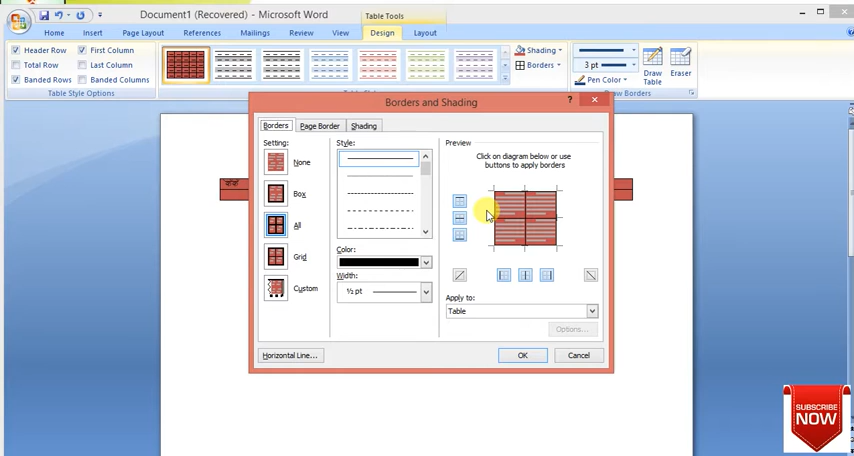 Document1 (Recovered) - Microsoft Word
Table Tools
Home
Insert
Page Layout
References
Mailings
Review
View
Design
Layout
Header Row
First Column
Total Row
Last Column
Banded Rows
Banded Columns
Table Style Options
Shading
Borders
3 pt
Pen Color
Draw
Table
Eraser
Draw Borders
Borders and Shading
?
Borders
Page Border
Shading
Setting:
None
Box
All
Grid
Custom
Style:
Color:
Width:
½ pt
Preview
Click on diagram below or use
buttons to apply borders
Apply to:
Table
Options...
Horizontal Line...
OK
Cancel
SUBSCRIBE
NOW